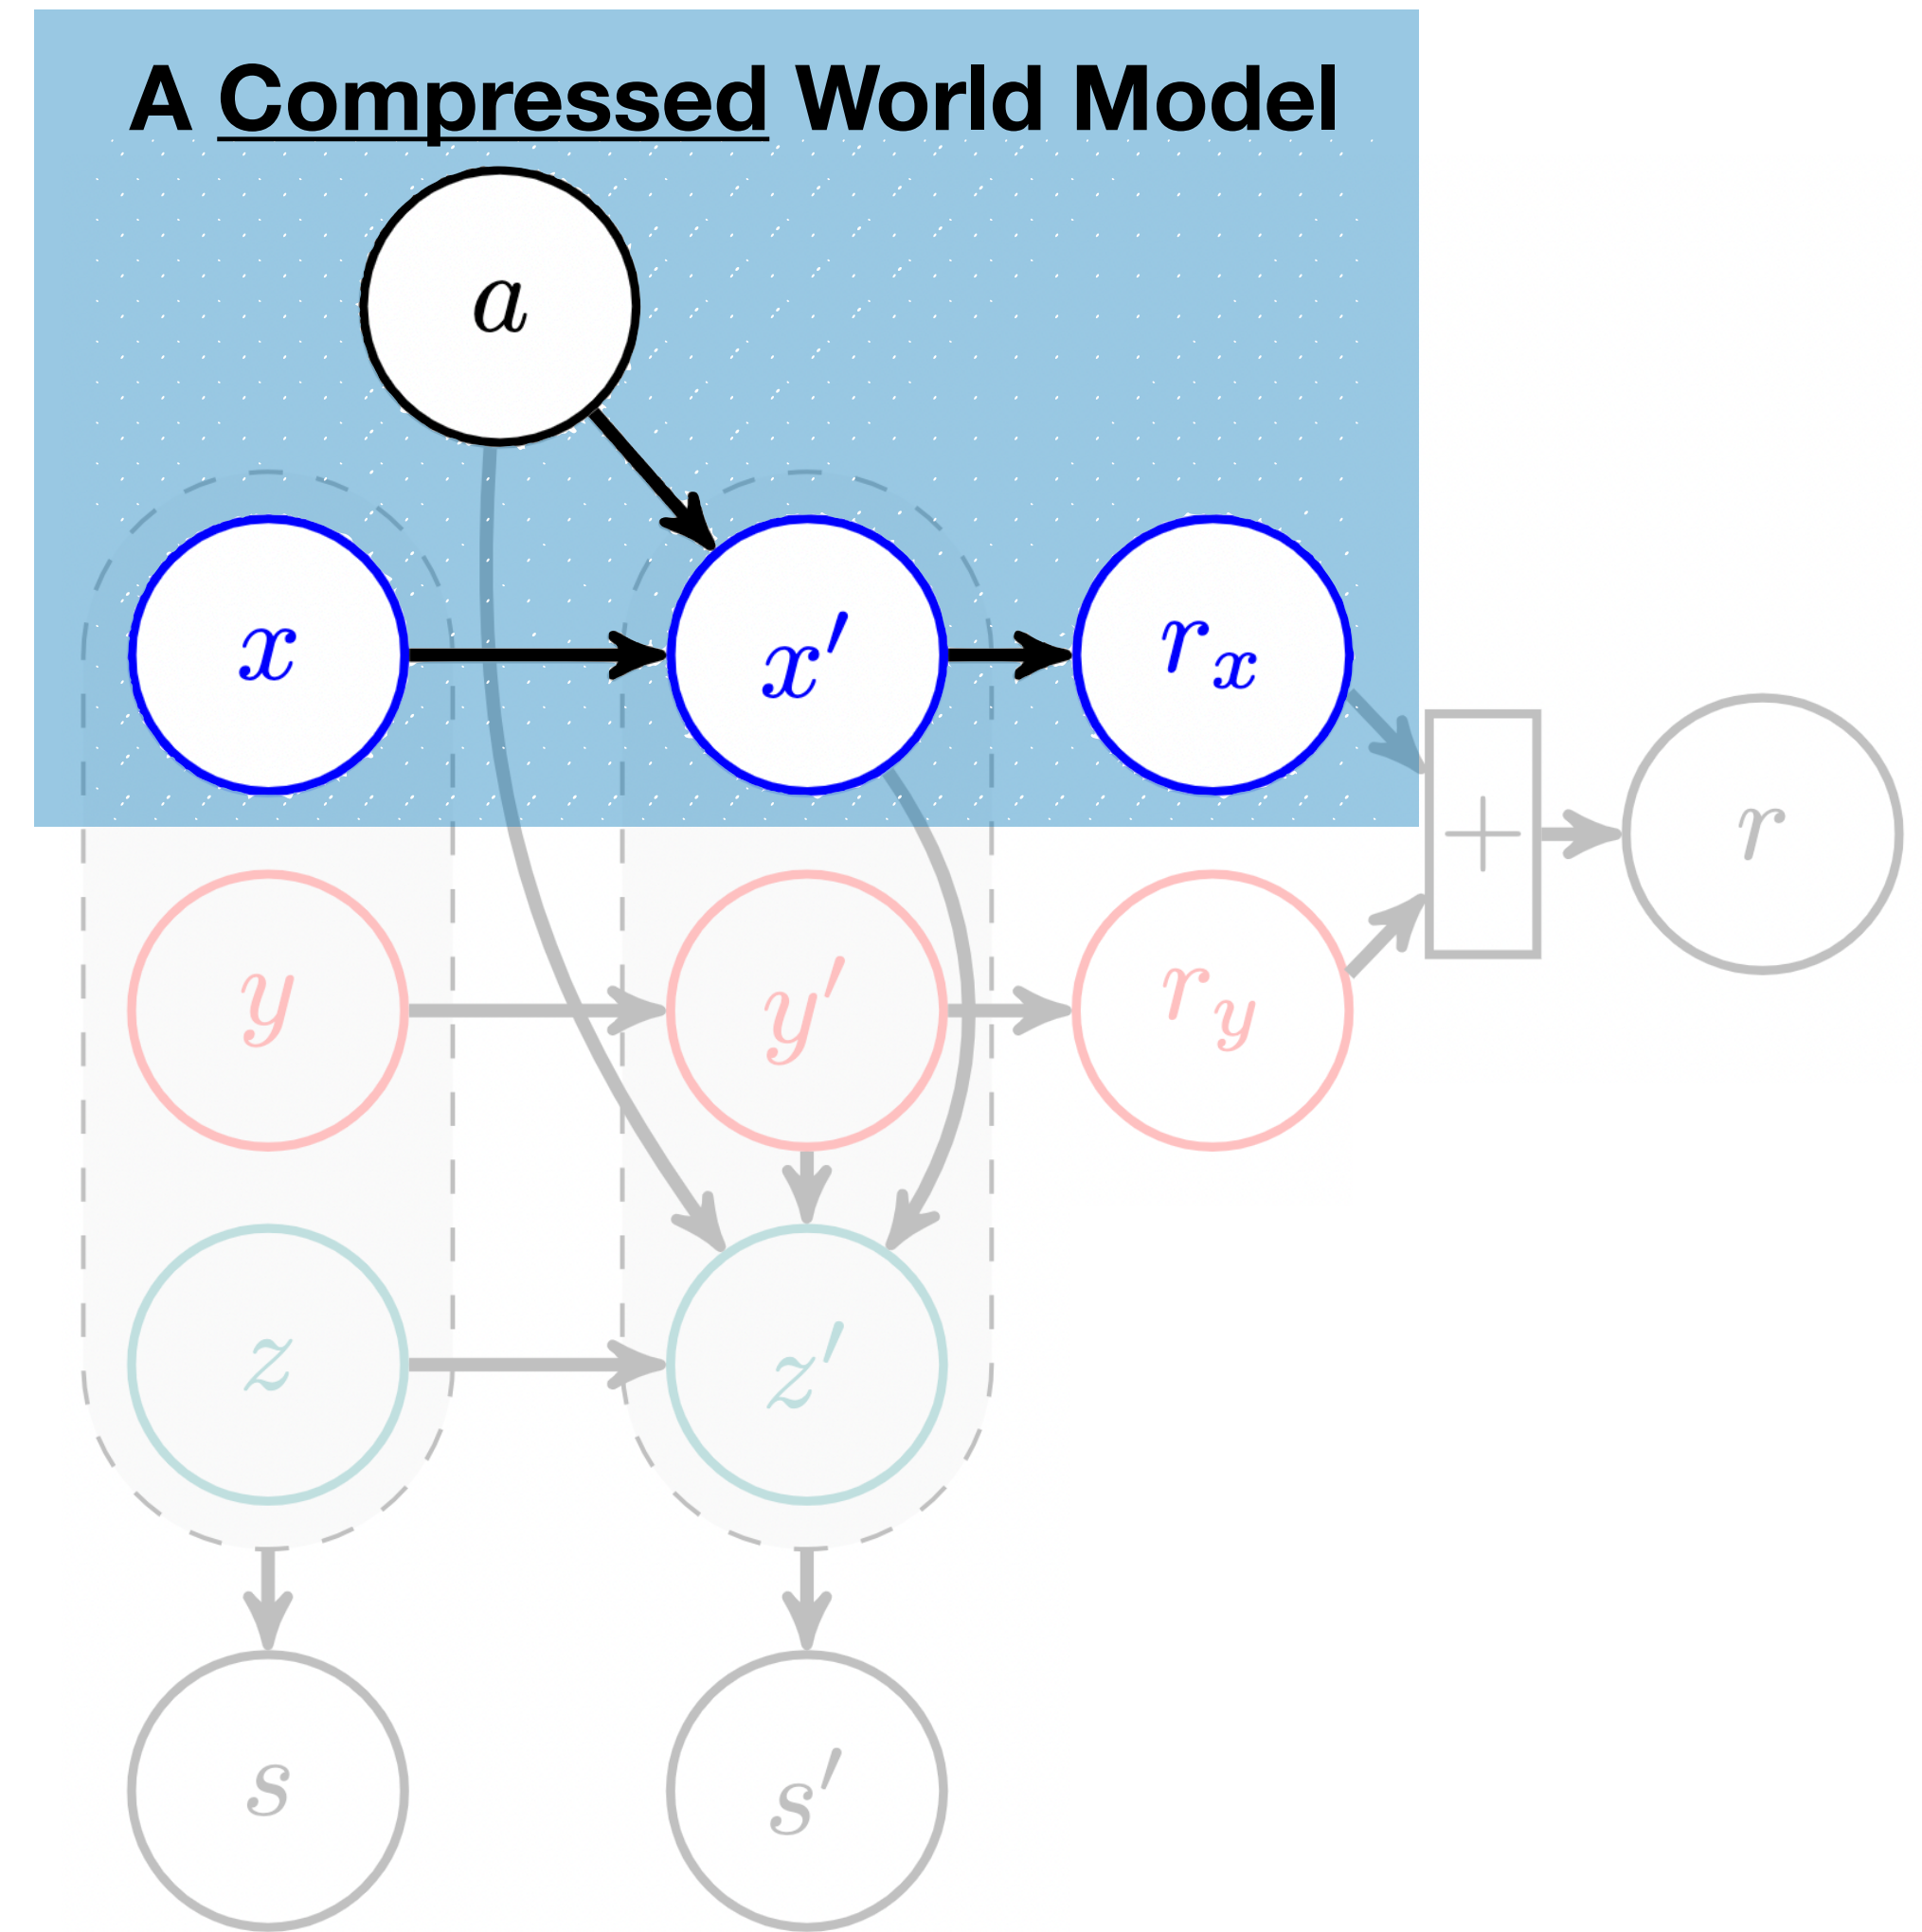 A Compressed World Model
a
x x′ r_x
+ r
y y′ r_y
z z′
s s′